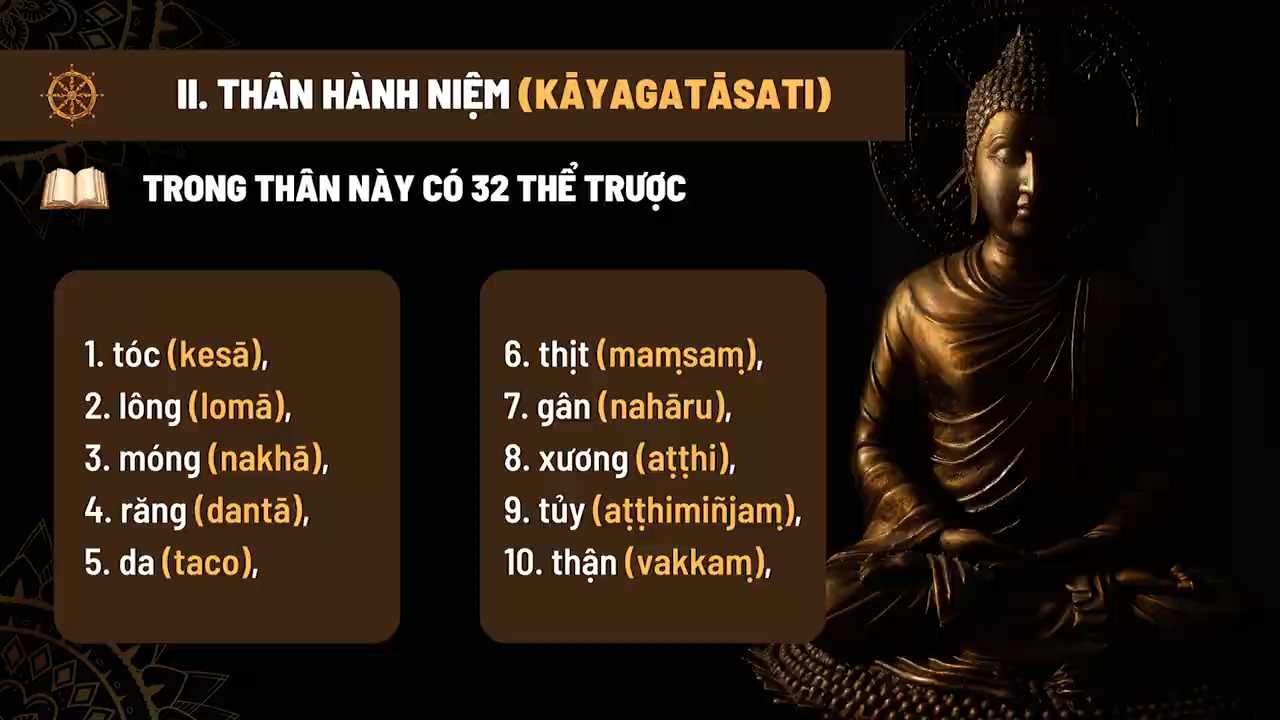 II. THÂN HÀNH NIỆM (KĀYAGATĀSATI)
TRONG THÂN NÀY CÓ 32 THỂ TRƯỢC
1. tóc (kesā),
2. lông (lomā),
3. móng (nakhā),
4. răng (dantā),
5. da (taco),
6. thịt (maṃsaṃ),
7. gân (nahāru),
8. xương (aṭṭhi),
9. tủy (aṭṭhimiñjaṃ),
10. thận (vakkaṃ),